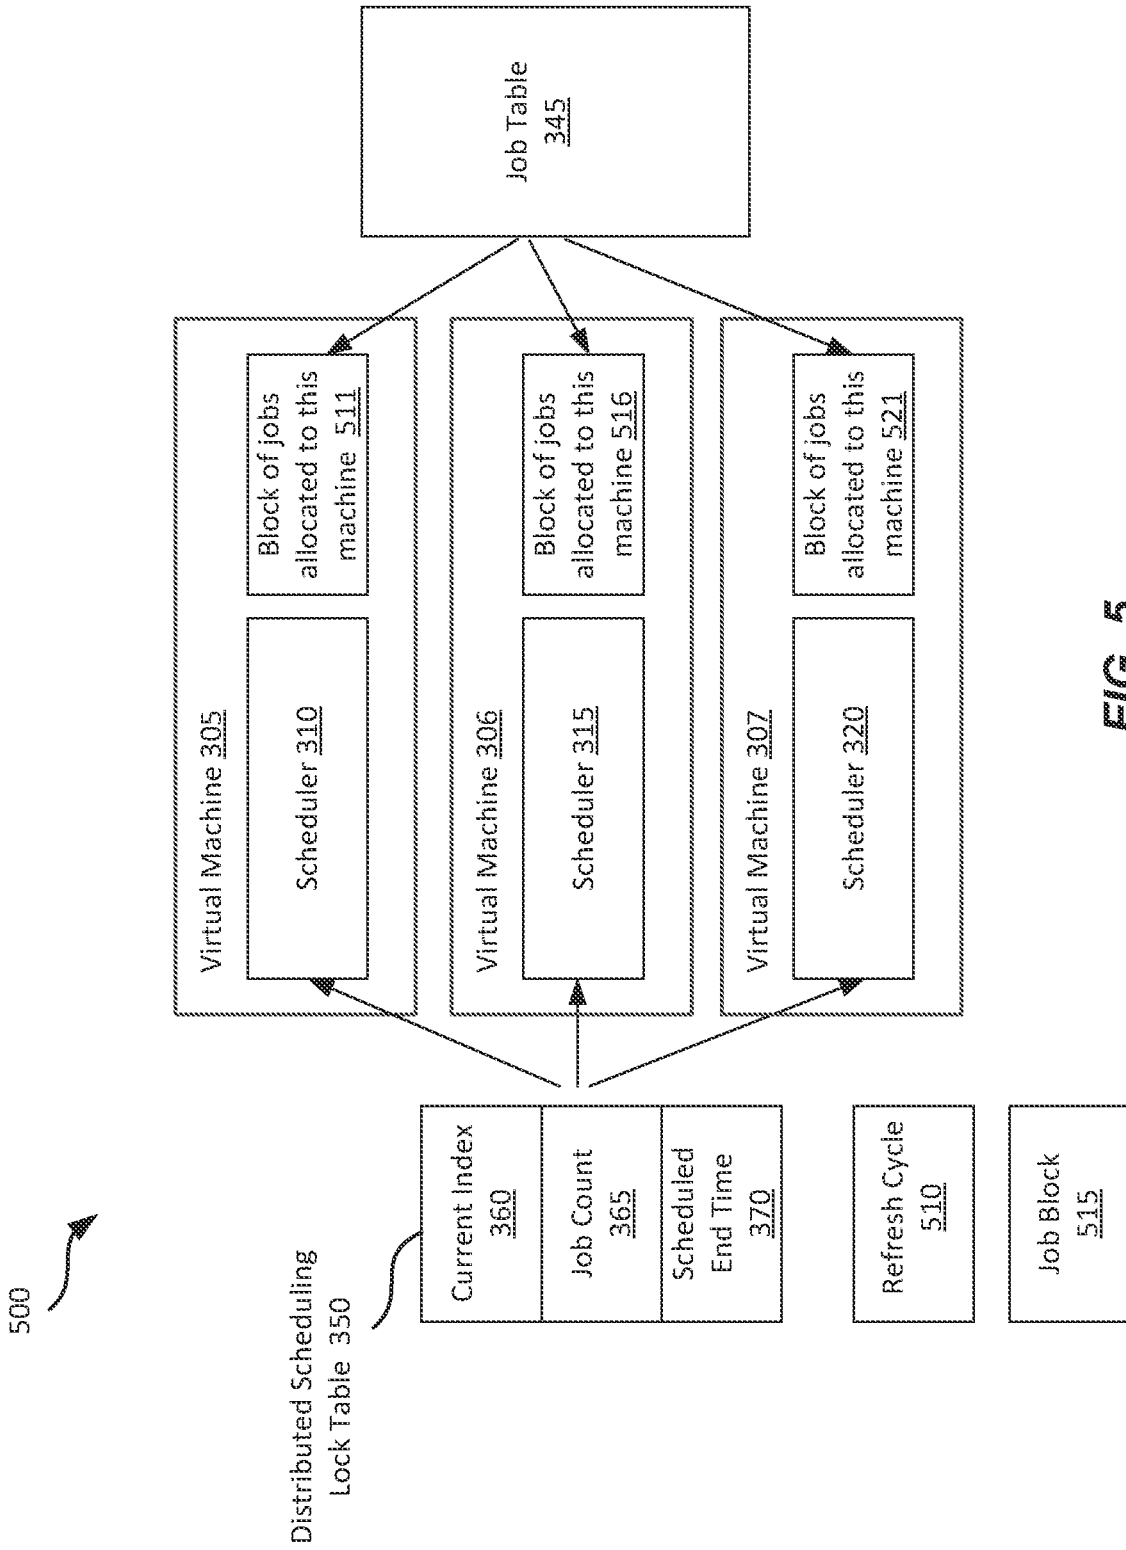 500
Distributed Scheduling
Lock Table 350
Current Index
360
Job Count
365
Scheduled
End Time
370
Refresh Cycle
510
Job Block
515
Virtual Machine 305
Scheduler 310
Block of jobs
allocated to this
machine 511
Virtual Machine 306
Scheduler 315
Block of jobs
allocated to this
machine 516
Virtual Machine 307
Scheduler 320
Block of jobs
allocated to this
machine 521
Job Table
345
FIG. 5